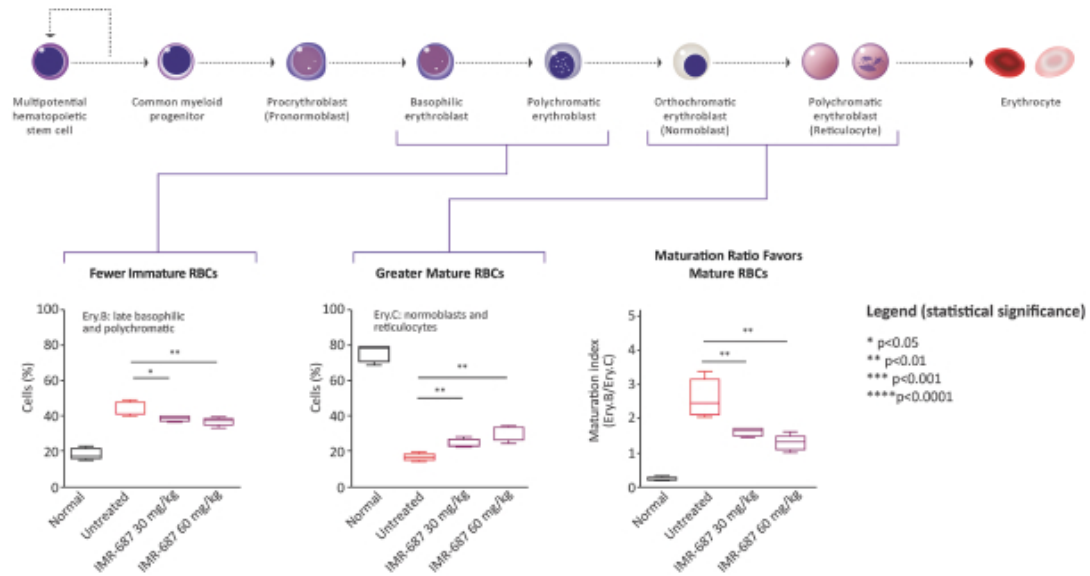 Multipotential
hematopoietic
stem cell
Common myeloid
progenitor
Procrythroblast
(Pronormoblast)
Basophilic
erythroblast
Polychromatic
erythroblast
Orthochromatic
erythroblast
(Normoblast)
Polychromatic
erythroblast
(Reticulocyte)
Erythrocyte
Fewer Immature RBCs
Ery.B: late basophilic
and polychromatic
Cells (%)
100
80
60
40
20
0
**
*
Normal
Untreated
IMR-687 30 mg/kg
IMR-687 60 mg/kg
Greater Mature RBCs
Ery.C: normoblasts and
reticulocytes
Cells (%)
100
80
60
40
20
0
**
**
Normal
Untreated
IMR-687 30 mg/kg
IMR-687 60 mg/kg
Maturation Ratio Favors
Mature RBCs
Maturation index
(Ery.B/Ery.C)
5
4
3
2
1
0
**
**
Normal
Untreated
IMR-687 30 mg/kg
IMR-687 60 mg/kg
Legend (statistical significance)
* p<0.05
** p<0.01
*** p<0.001
****p<0.0001